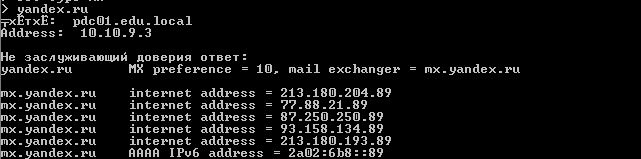 > yandex.ru
╤хЁтхЁ: pdc01.edu.local
Address: 10.10.9.3
Не заслуживающий доверия ответ:
yandex.ru MX preference = 10, mail exchanger = mx.yandex.ru
mx.yandex.ru internet address = 213.180.204.89
mx.yandex.ru internet address = 77.88.21.89
mx.yandex.ru internet address = 87.250.250.89
mx.yandex.ru internet address = 93.158.134.89
mx.yandex.ru internet address = 213.180.193.89
mx.yandex.ru AAAA IPv6 address = 2a02:6b8::89